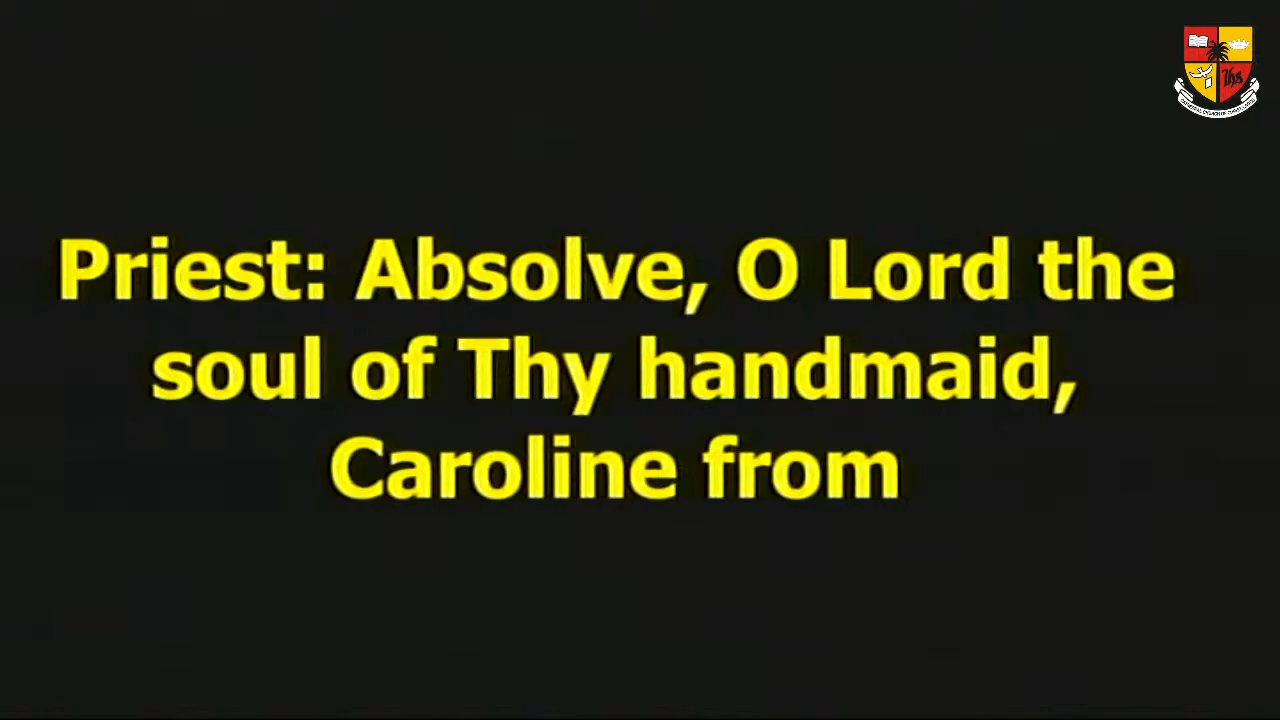 Priest: Absolve, O Lord the
soul of Thy handmaid,
Caroline from